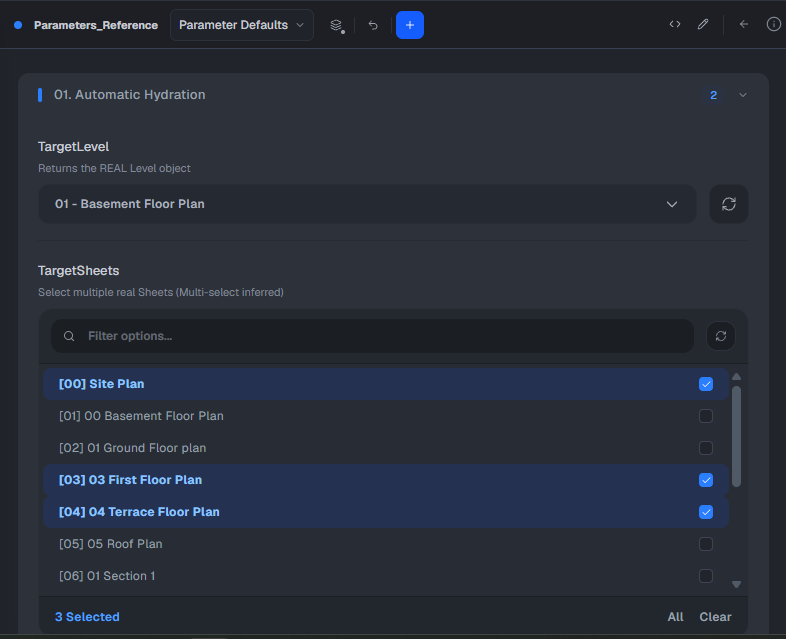 Parameters_Reference
Parameter Defaults
01. Automatic Hydration 2
TargetLevel
Returns the REAL Level object
01 - Basement Floor Plan
TargetSheets
Select multiple real Sheets (Multi-select inferred)
Filter options...
[00] Site Plan
[01] 00 Basement Floor Plan
[02] 01 Ground Floor plan
[03] 03 First Floor Plan
[04] 04 Terrace Floor Plan
[05] 05 Roof Plan
[06] 01 Section 1
3 Selected All Clear